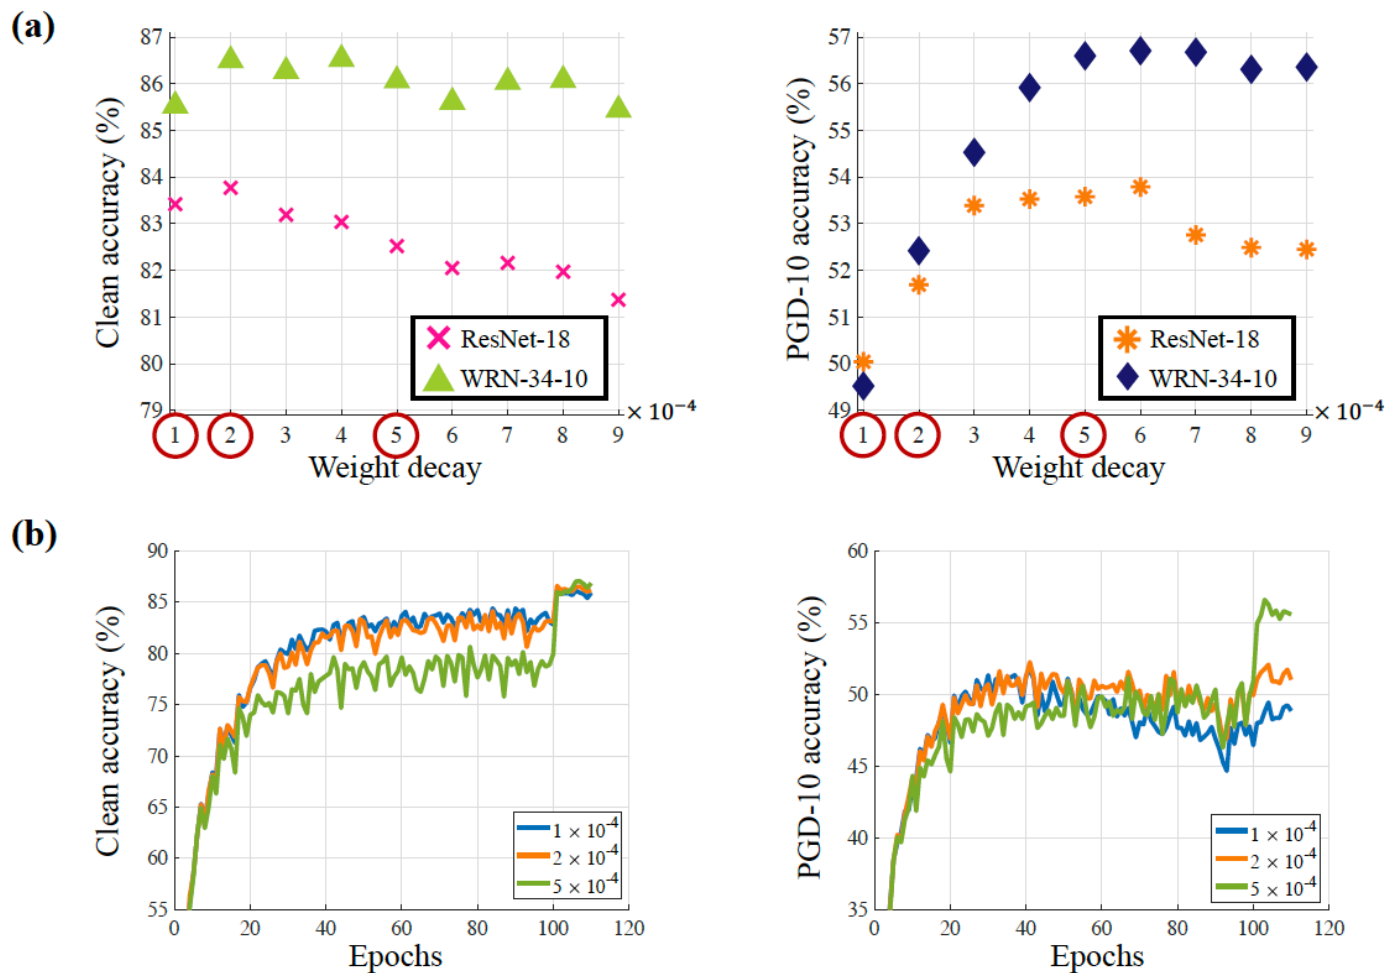 (a)
Clean accuracy (%)
87
86
85
84
83
82
81
80
79
1 2 3 4 5 6 7 8 9
×10⁻⁴
Weight decay
ResNet-18
WRN-34-10
PGD-10 accuracy (%)
57
56
55
54
53
52
51
50
49
1 2 3 4 5 6 7 8 9
×10⁻⁴
Weight decay
ResNet-18
WRN-34-10
(b)
Clean accuracy (%)
90
85
80
75
70
65
60
55
0 20 40 60 80 100 120
Epochs
1 × 10⁻⁴
2 × 10⁻⁴
5 × 10⁻⁴
PGD-10 accuracy (%)
60
55
50
45
40
35
0 20 40 60 80 100 120
Epochs
1 × 10⁻⁴
2 × 10⁻⁴
5 × 10⁻⁴